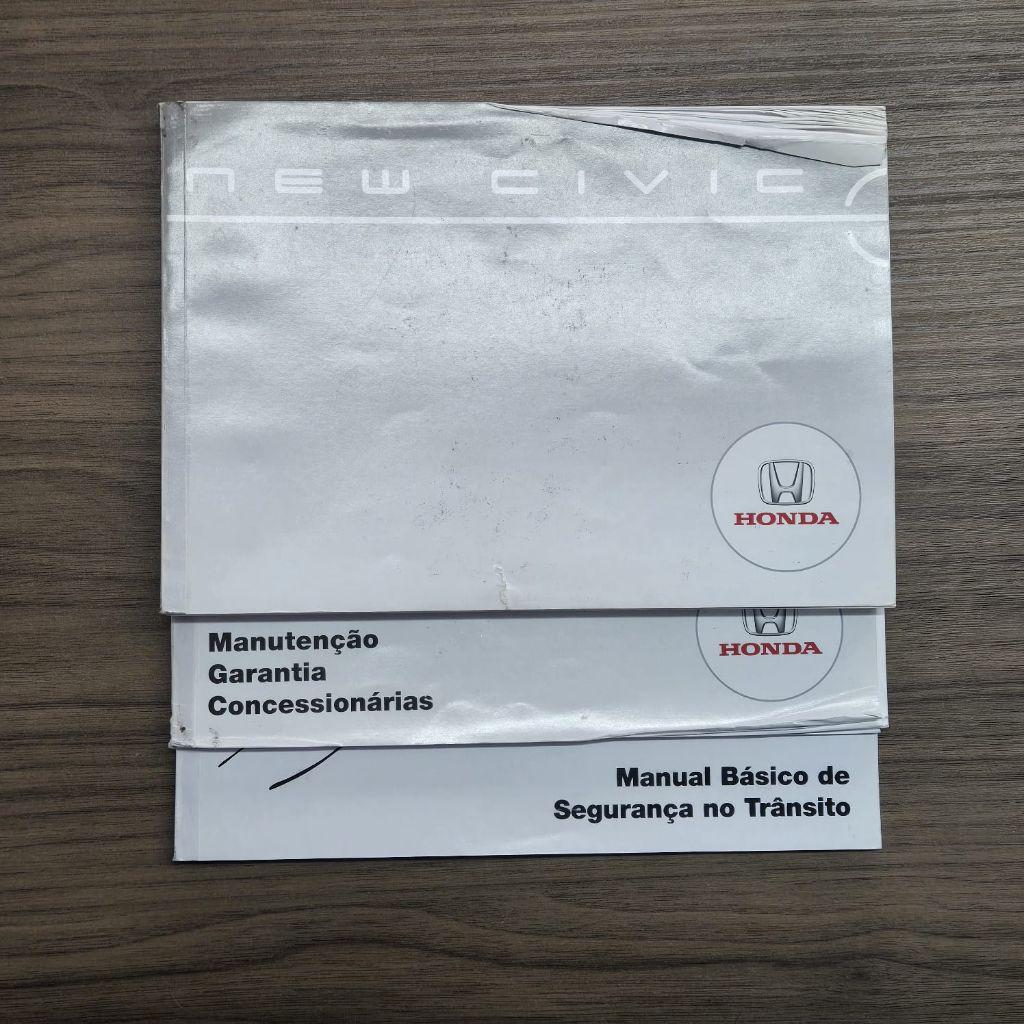 NEW CIVIC
HONDA
Manutenção
Garantia
Concessionárias
HONDA
Manual Básico de
Segurança no Trânsito